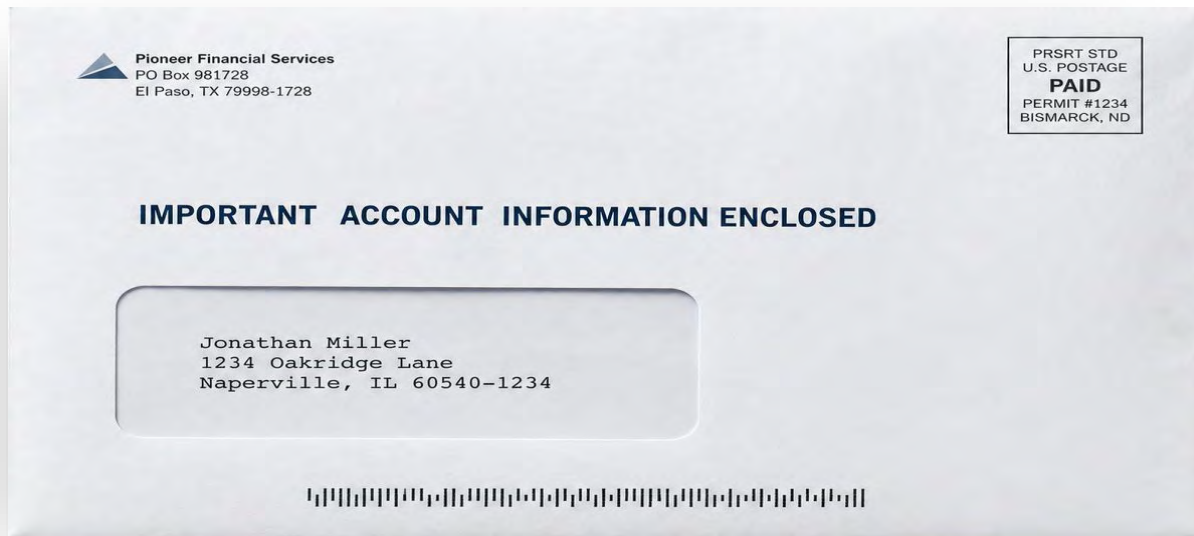 Pioneer Financial Services
PO Box 981728
El Paso, TX 79998-1728
PRSRT STD
U.S. POSTAGE
PAID
PERMIT #1234
BISMARCK, ND
IMPORTANT ACCOUNT INFORMATION ENCLOSED
Jonathan Miller
1234 Oakridge Lane
Naperville, IL 60540-1234